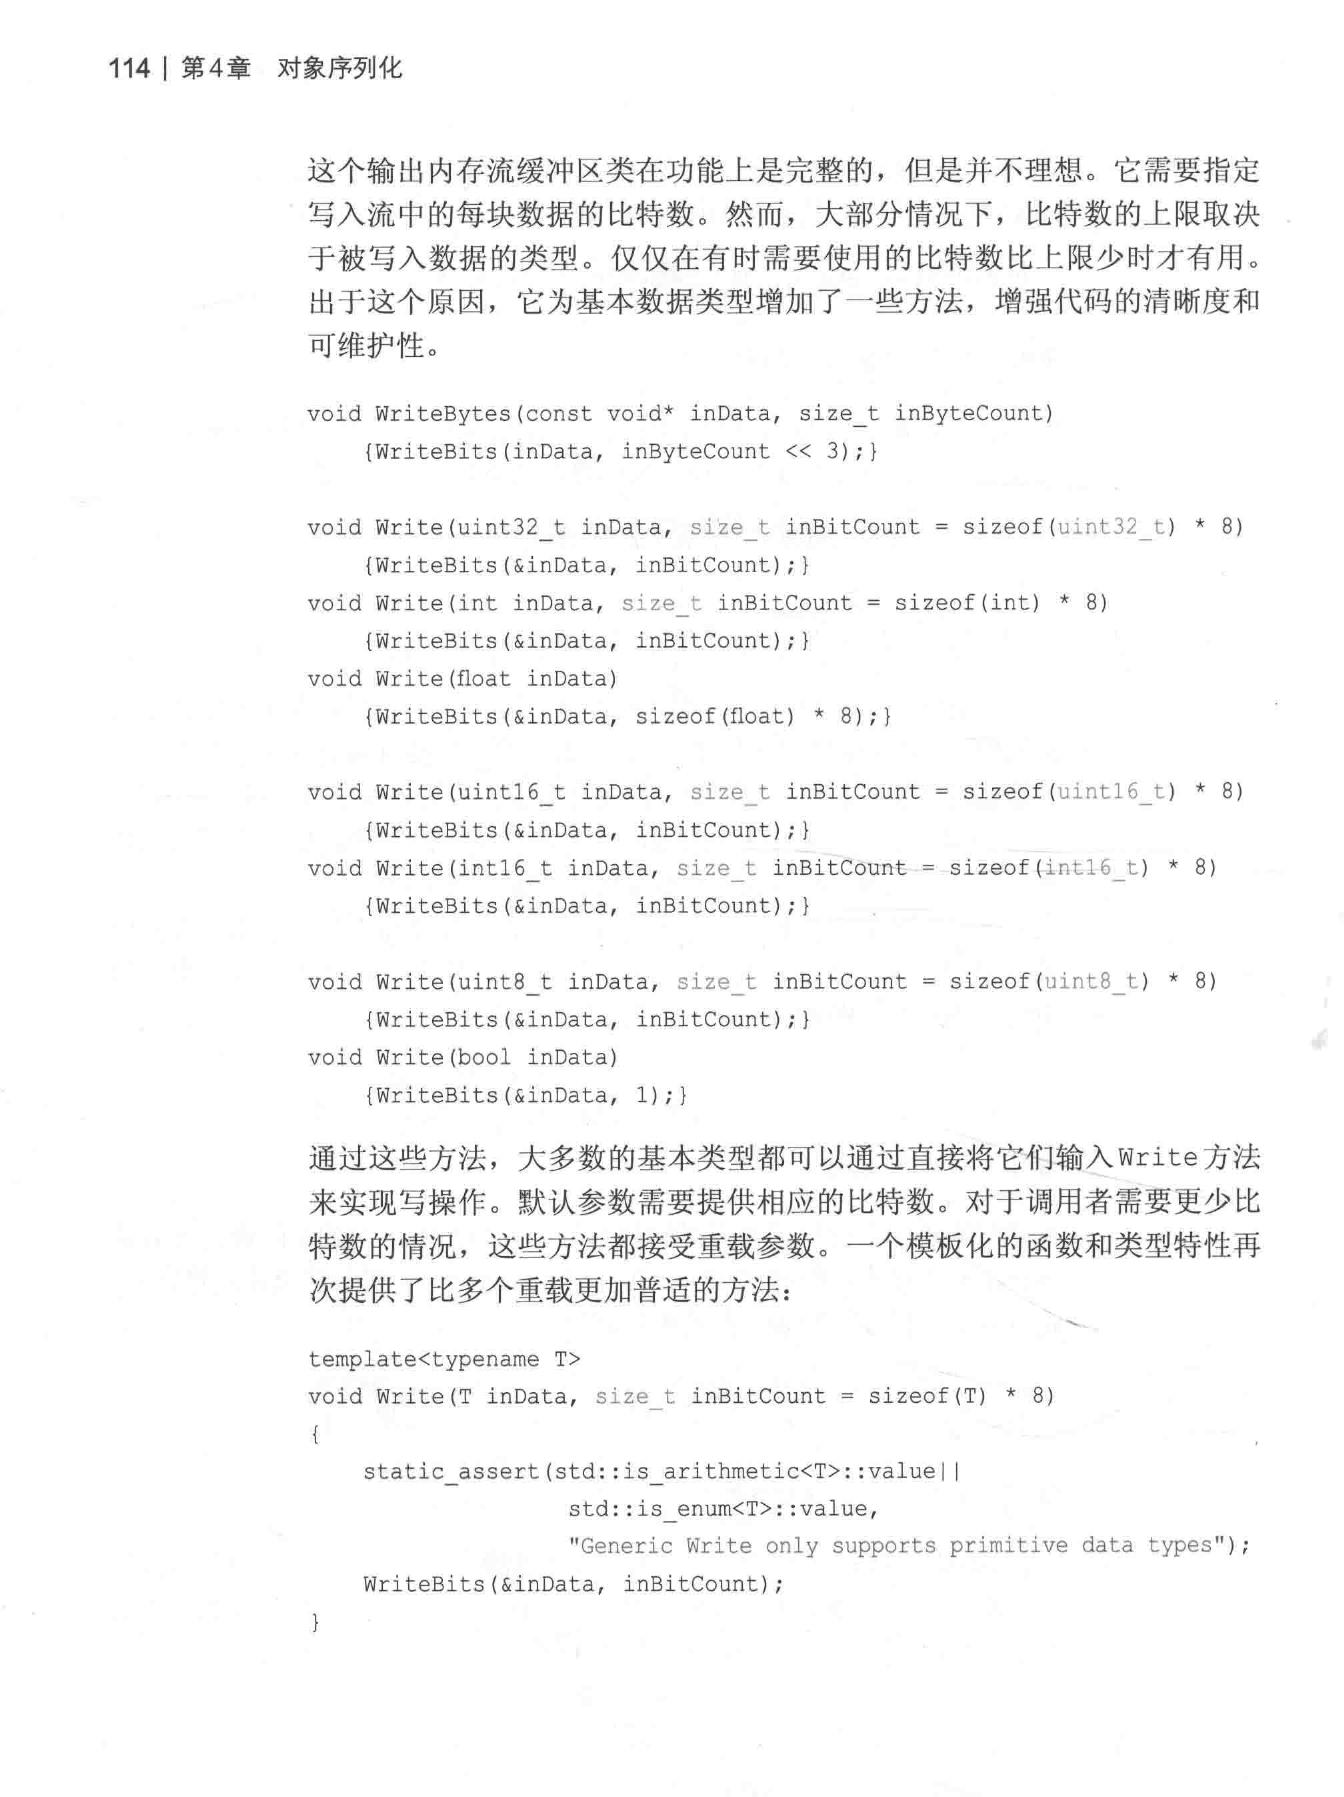 114 | 第4章 对象序列化
这个输出内存流缓冲区类在功能上是完整的，但是并不理想。它需要指定
写入流中的每块数据的比特数。然而，大部分情况下，比特数的上限取决
于被写入数据的类型。仅仅在有时需要使用的比特数比上限少时才有用。
出于这个原因，它为基本数据类型增加了一些方法，增强代码的清晰度和
可维护性。
void WriteBytes(const void* inData, size_t inByteCount)
    {WriteBits(inData, inByteCount << 3);}
void Write(uint32_t inData, size_t inBitCount = sizeof(uint32_t) * 8)
    {WriteBits(&inData, inBitCount);}
void Write(int inData, size_t inBitCount = sizeof(int) * 8)
    {WriteBits(&inData, inBitCount);}
void Write(float inData)
    {WriteBits(&inData, sizeof(float) * 8);}
void Write(uint16_t inData, size_t inBitCount = sizeof(uint16_t) * 8)
    {WriteBits(&inData, inBitCount);}
void Write(int16_t inData, size_t inBitCount = sizeof(int16_t) * 8)
    {WriteBits(&inData, inBitCount);}
void Write(uint8_t inData, size_t inBitCount = sizeof(uint8_t) * 8)
    {WriteBits(&inData, inBitCount);}
void Write(bool inData)
    {WriteBits(&inData, 1);}
通过这些方法，大多数的基本类型都可以通过直接将它们输入Write方法
来实现写操作。默认参数需要提供相应的比特数。对于调用者需要更少比
特数的情况，这些方法都接受重载参数。一个模板化的函数和类型特性再
次提供了比多个重载更加普适的方法：
template<typename T>
void Write(T inData, size_t inBitCount = sizeof(T) * 8)
{
    static_assert(std::is_arithmetic<T>::value||
                  std::is_enum<T>::value,
                  "Generic Write only supports primitive data types");
    WriteBits(&inData, inBitCount);
}